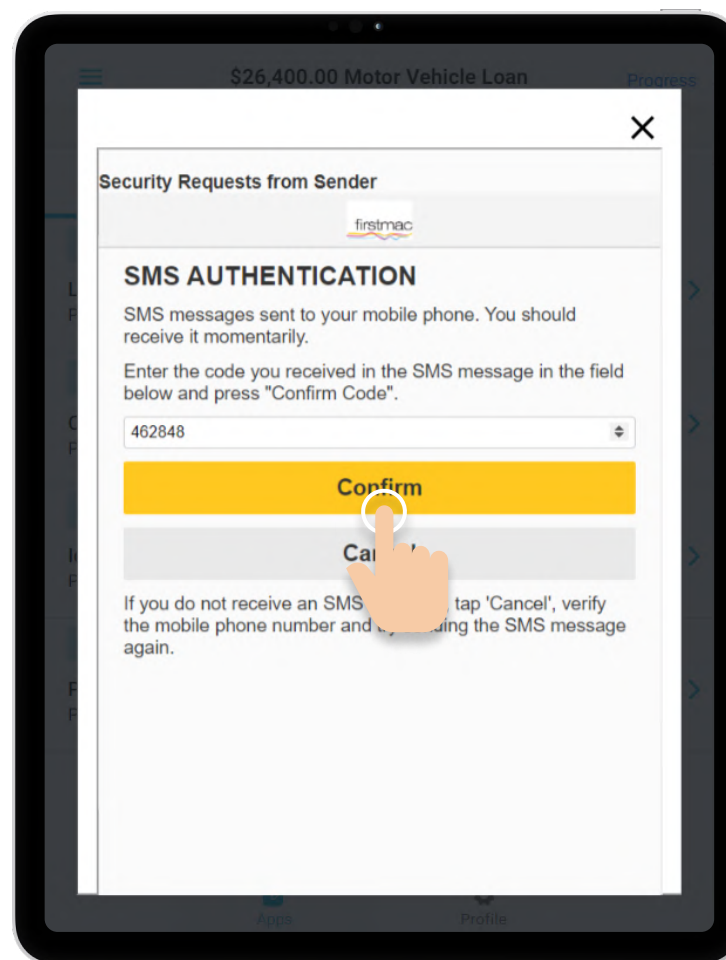 $26,400.00 Motor Vehicle Loan
Progress
Security Requests from Sender
firstmac
SMS AUTHENTICATION
SMS messages sent to your mobile phone. You should
receive it momentarily.
Enter the code you received in the SMS message in the field
below and press "Confirm Code".
462848
Confirm
If you do not receive an SMS tap 'Cancel', verify
the mobile phone number and the SMS message
again.
Apps
Profile